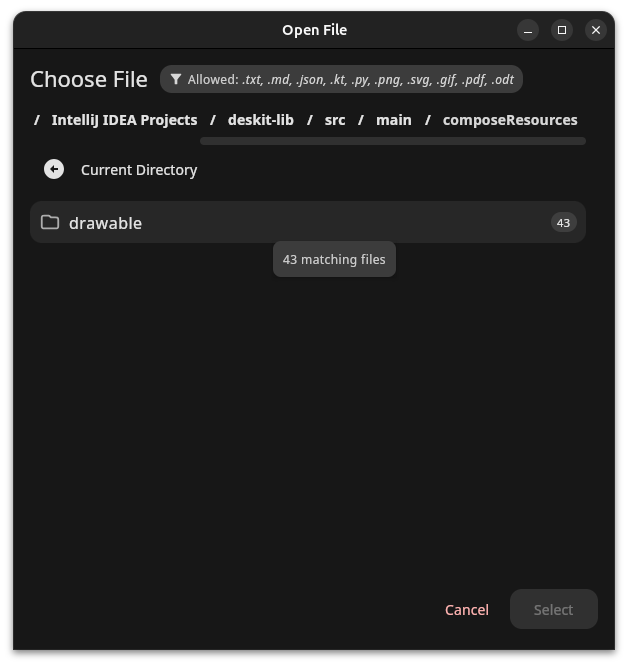 Open File
Choose File Allowed: .txt, .md, .json, .kt, .py, .png, .svg, .gif, .pdf, .odt
/ IntelliJ IDEA Projects / deskit-lib / src / main / composeResources
Current Directory
drawable 43
43 matching files
Cancel Select